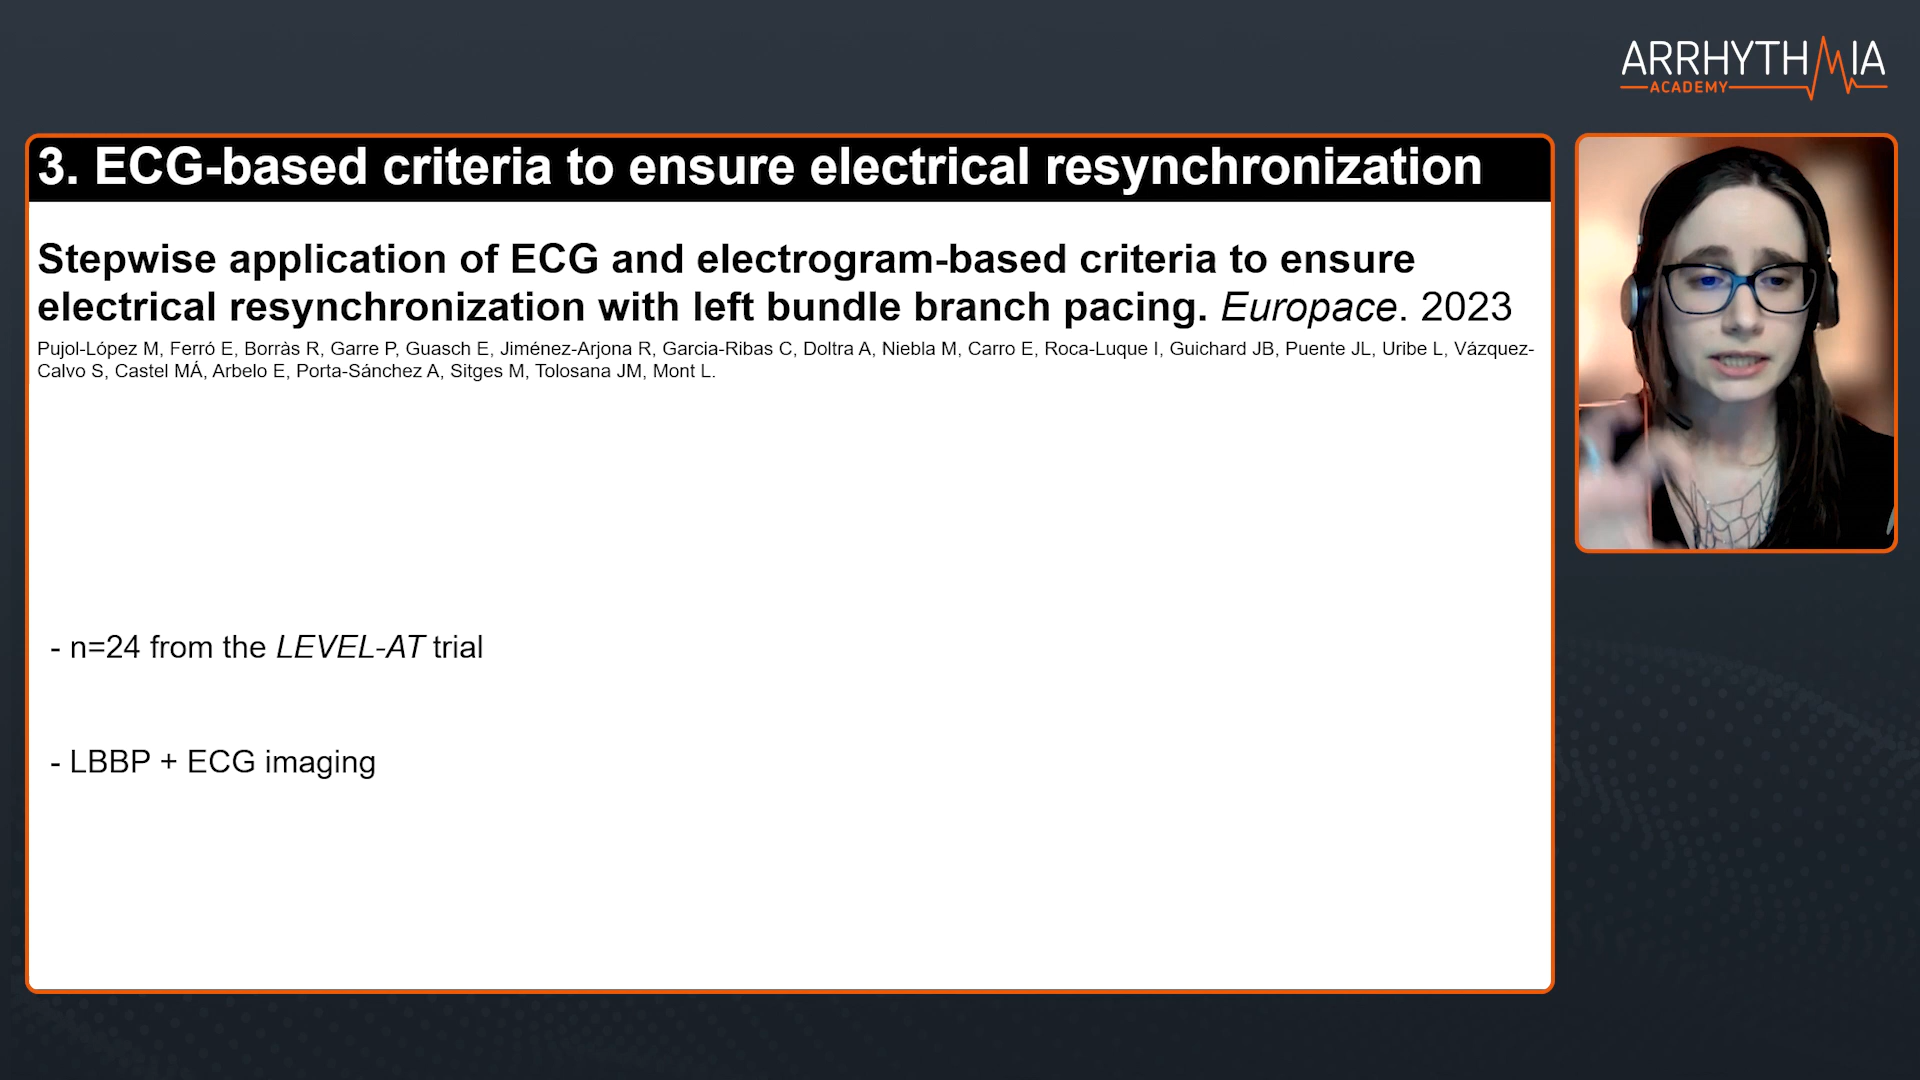 ARRHYTHMIA
ACADEMY
3. ECG-based criteria to ensure electrical resynchronization
Stepwise application of ECG and electrogram-based criteria to ensure
electrical resynchronization with left bundle branch pacing. Europace. 2023
Pujol-López M, Ferró E, Borràs R, Garre P, Guasch E, Jiménez-Arjona R, Garcia-Ribas C, Doltra A, Niebla M, Carro E, Roca-Luque I, Guichard JB, Puente JL, Uribe L, Vázquez-
Calvo S, Castel MÁ, Arbelo E, Porta-Sánchez A, Sitges M, Tolosana JM, Mont L.
- n=24 from the LEVEL-AT trial
- LBBP + ECG imaging